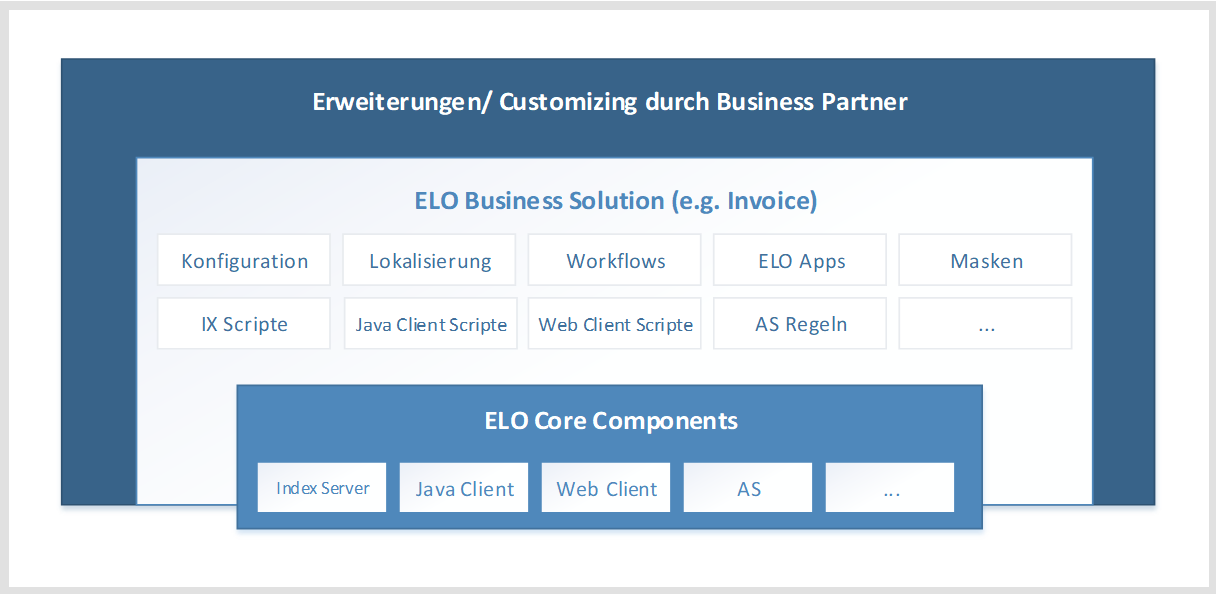 Erweiterungen/ Customizing durch Business Partner
ELO Business Solution (e.g. Invoice)
Konfiguration
Lokalisierung
Workflows
ELO Apps
Masken
IX Scripte
Java Client Scripte
Web Client Scripte
AS Regeln
...
ELO Core Components
Index Server
Java Client
Web Client
AS
...